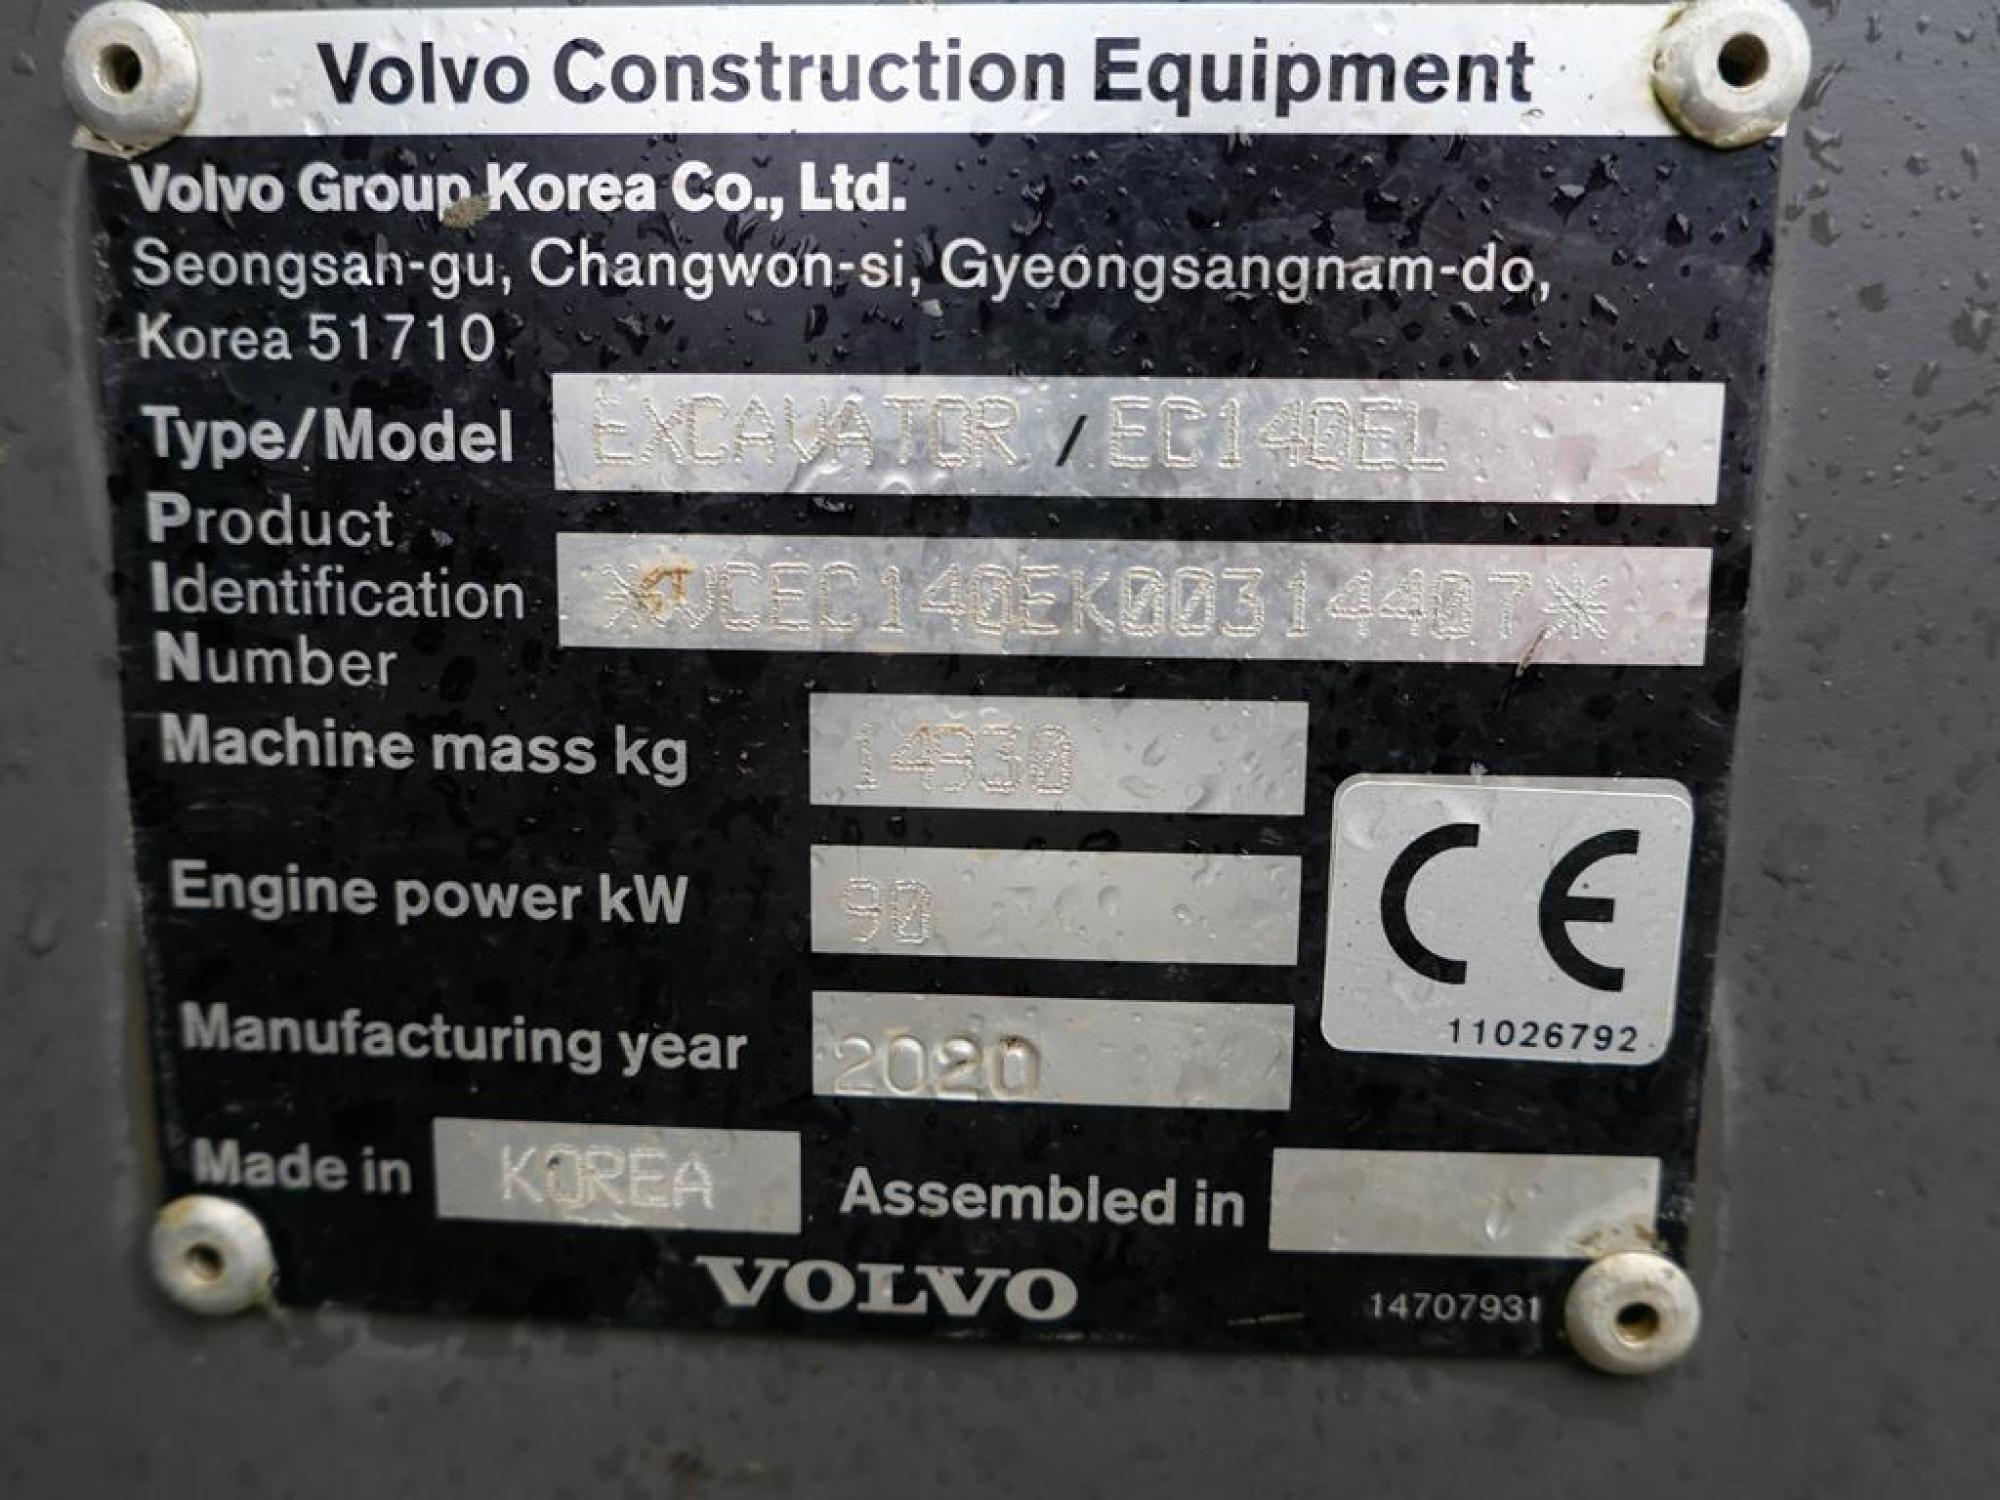 Volvo Construction Equipment
Volvo Group Korea Co., Ltd.
Seongsan-gu, Changwon-si, Gyeongsangnam-do,
Korea 51710
Type/Model EXCAVATOR / EC140EL
Product
Identification *VCEC140EK00314407*
Number
Machine mass kg 14930
Engine power kW 90
CE
Manufacturing year 2020
11026792
Made in KOREA Assembled in
VOLVO 14707931